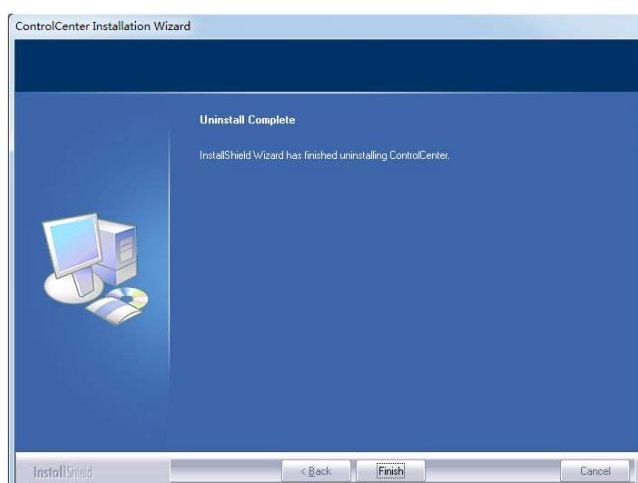 ControlCenter Installation Wizard
Uninstall Complete
InstallShield Wizard has finished uninstalling ControlCenter.
InstallShield
< Back
Finish
Cancel